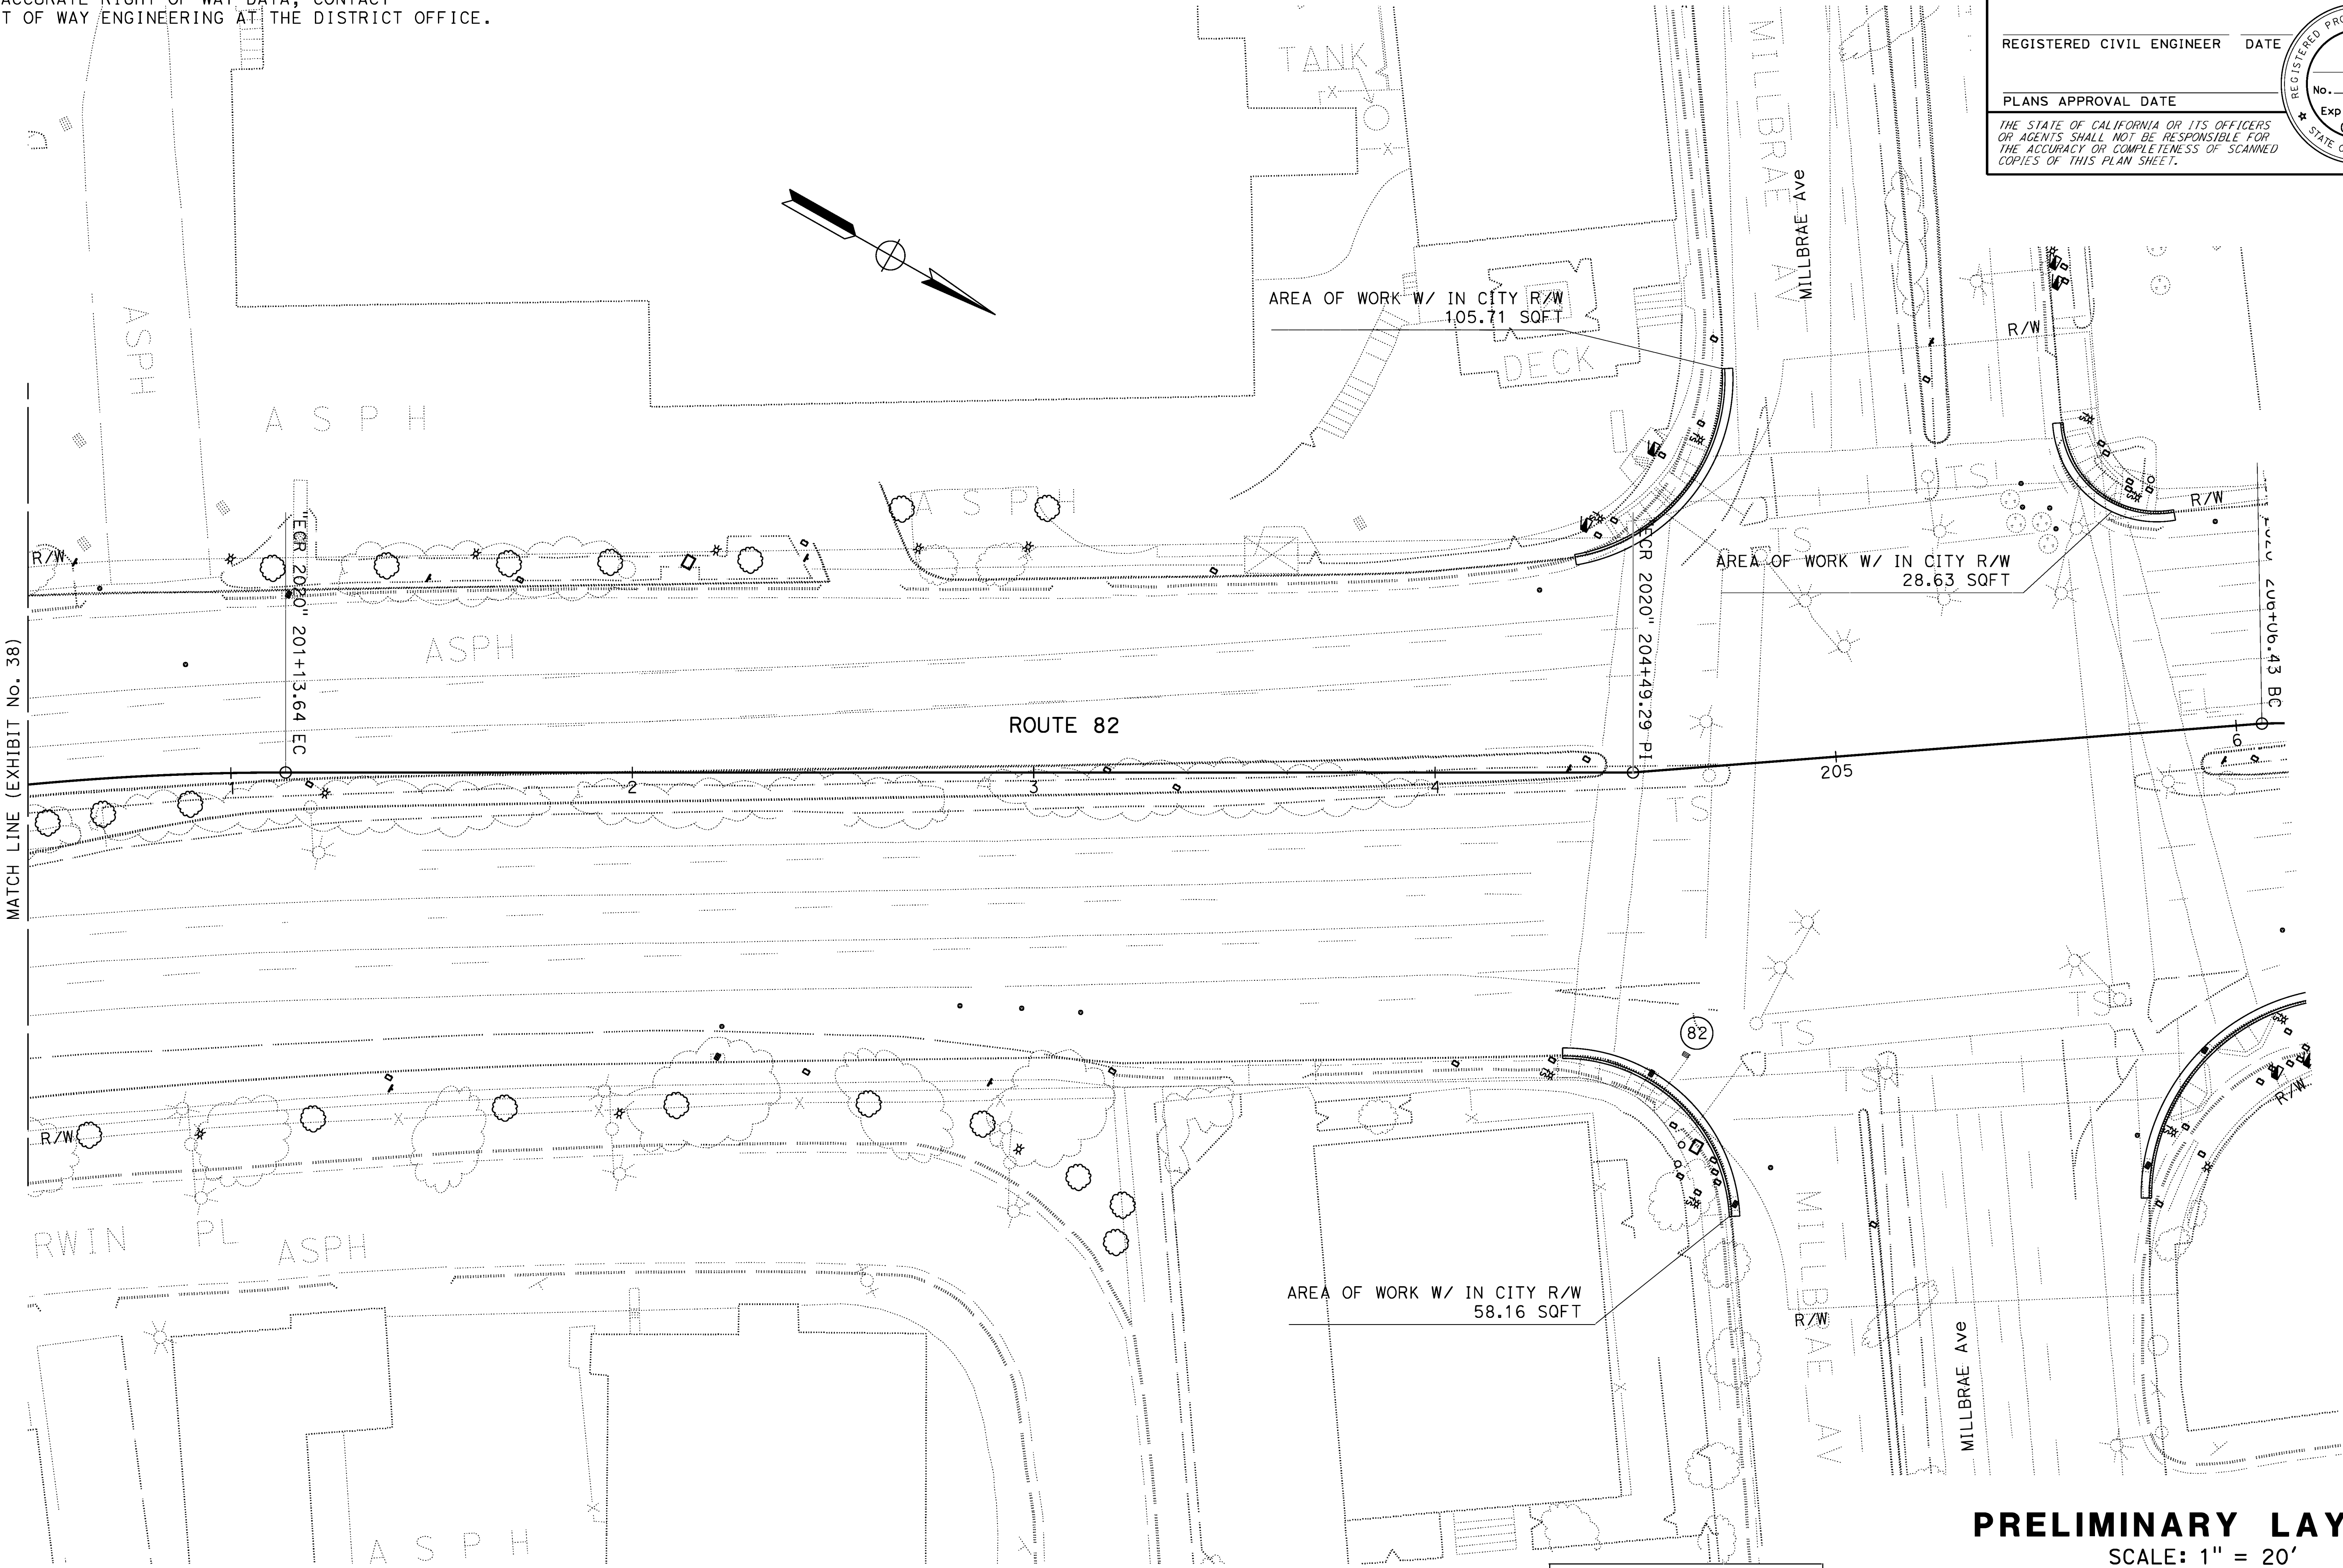 ACCURATE RIGHT OF WAY DATA, CONTACT
T OF WAY ENGINEERING AT THE DISTRICT OFFICE.
REGISTERED CIVIL ENGINEER DATE
PLANS APPROVAL DATE
No.
Exp
THE STATE OF CALIFORNIA OR ITS OFFICERS
OR AGENTS SHALL NOT BE RESPONSIBLE FOR
THE ACCURACY OR COMPLETENESS OF SCANNED
COPIES OF THIS PLAN SHEET.
TANK
MILLBRAE AV
MILLBRAE Ave
D
ASPH
A S P H
AREA OF WORK W/ IN CITY R/W
105.71 SQFT
DECK
R/W
TS
A S P H
R/W
R/W
TS
AREA OF WORK W/ IN CITY R/W
28.63 SQFT
"ECR 2020" 201+13.64 EC
ECR 2020" 204+49.29 PI
206+06.43 BC
ASPH
EL
MATCH LINE (EXHIBIT No. 38)
ROUTE 82
1
2
3
4
205
6
TS
S
82
TS
TS
TS
R/W
R/W
RWIN PL
ASPH
MILLBRAE AV
AREA OF WORK W/ IN CITY R/W
58.16 SQFT
R/W
MILLBRAE Ave
A S P H
PRELIMINARY LAY
SCALE: 1" = 20'